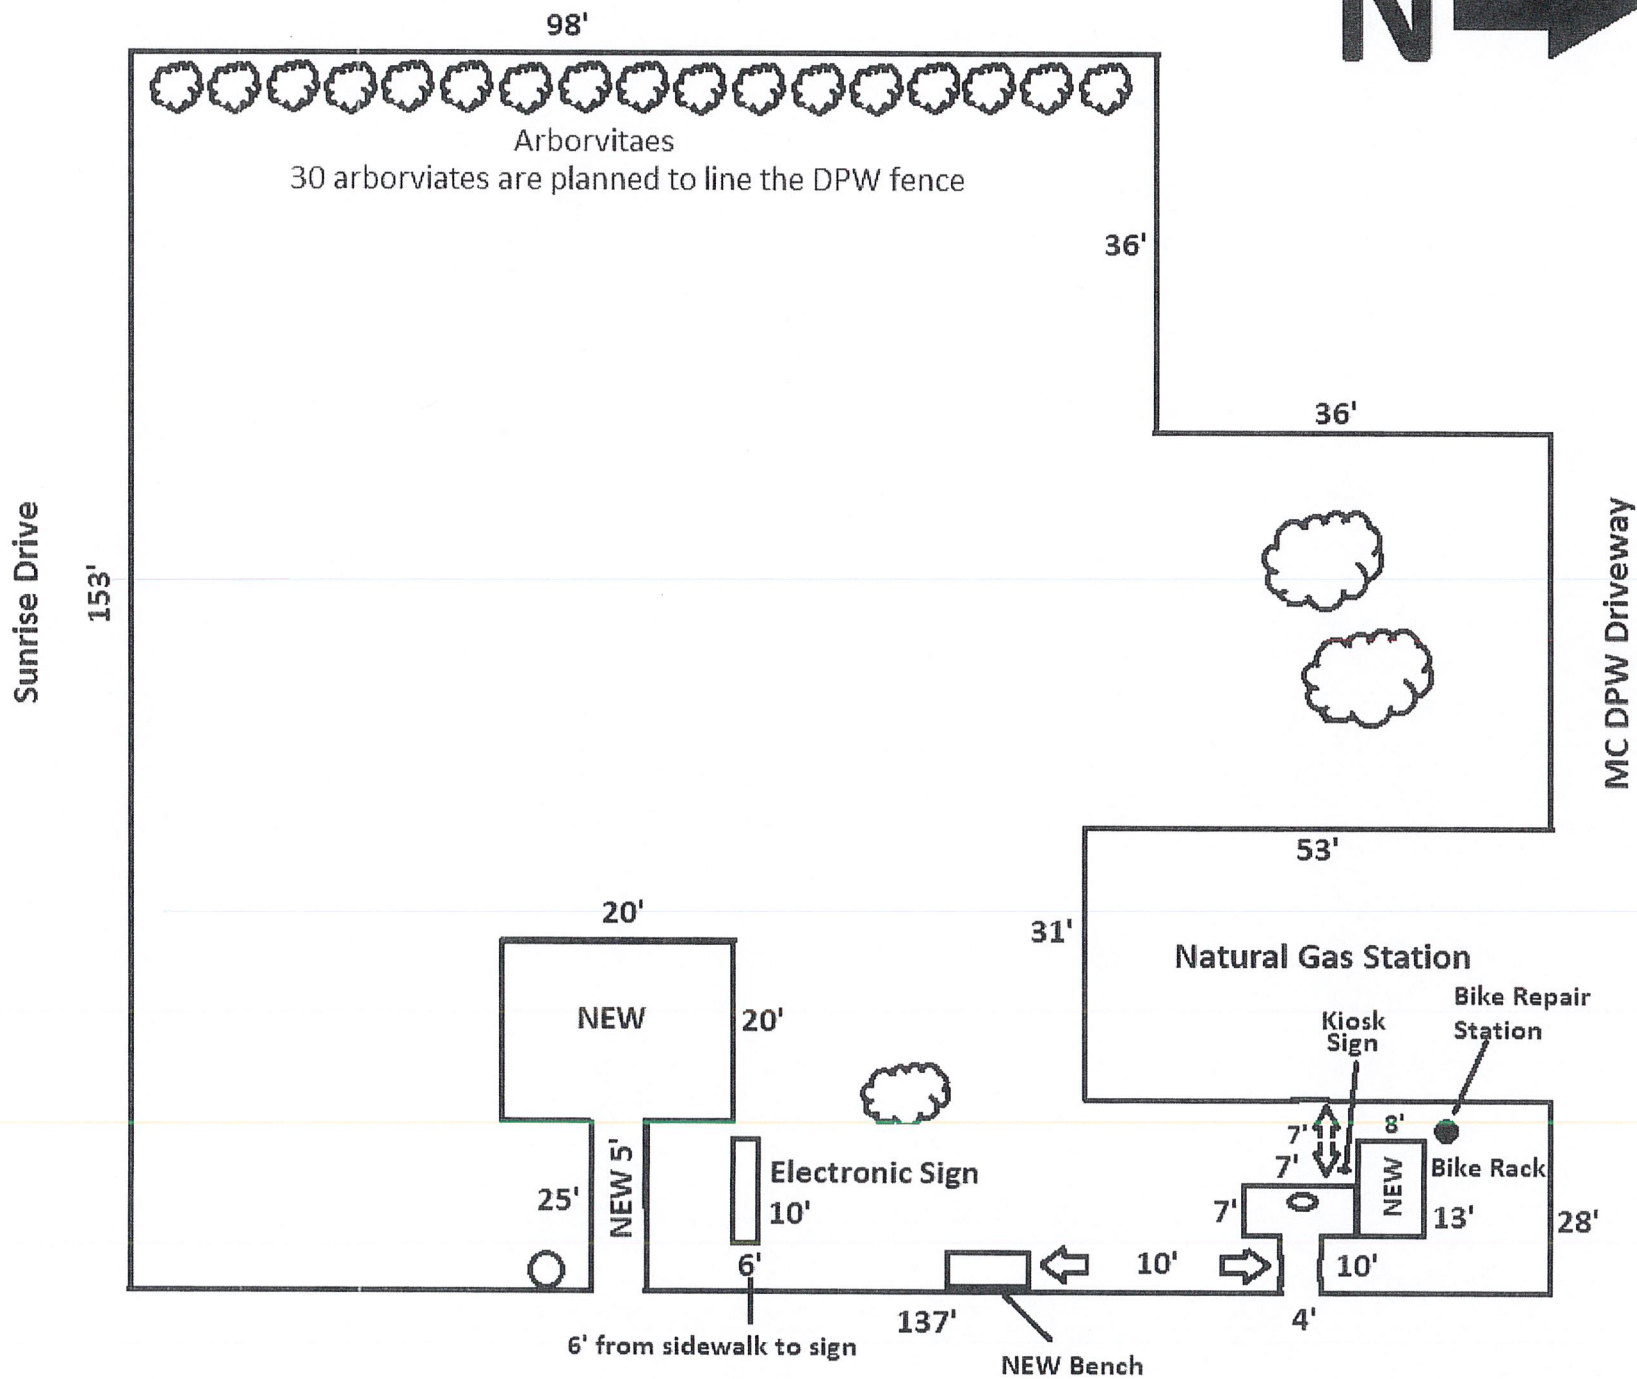 N
98'
Arborvitaes
30 arborviates are planned to line the DPW fence
36'
36'
Sunrise Drive
153'
MC DPW Driveway
53'
20'
31'
Natural Gas Station
Bike Repair
Station
Kiosk
Sign
NEW
20'
7'
8'
7'
NEW
Bike Rack
NEW 5'
Electronic Sign
25'
10'
7'
13'
28'
6'
10'
10'
137'
4'
6' from sidewalk to sign
NEW Bench